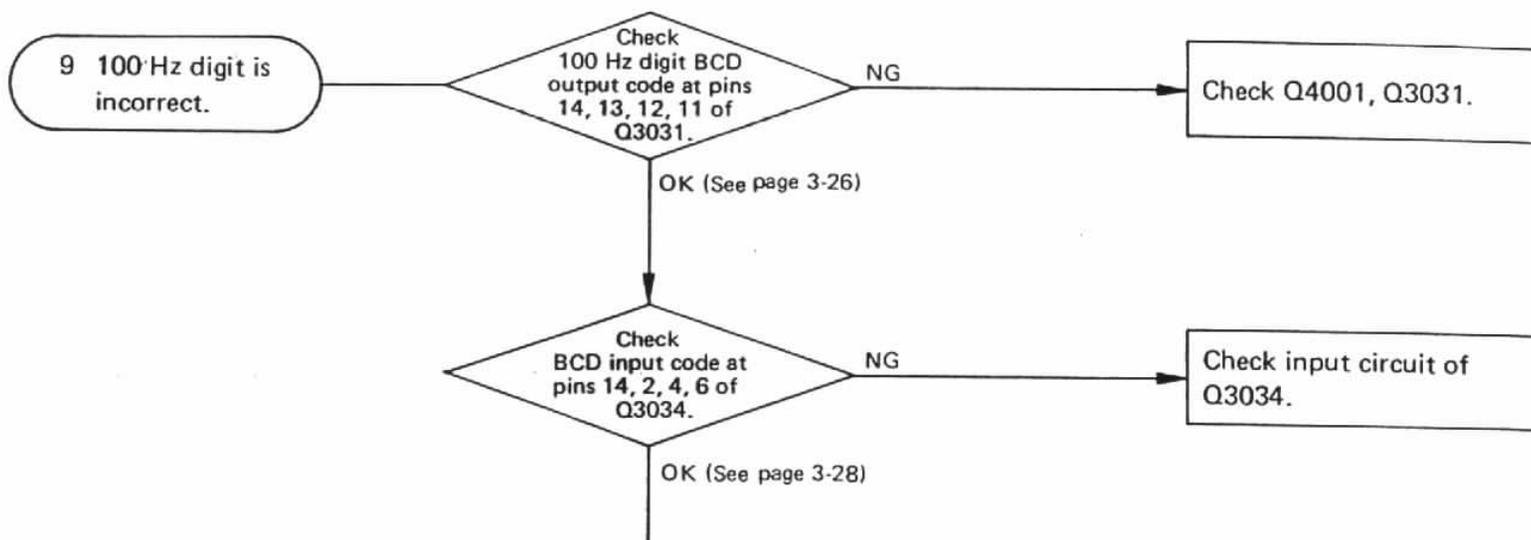 9 100 Hz digit is
incorrect.
Check
100 Hz digit BCD
output code at pins
14, 13, 12, 11 of
Q3031.
NG
Check Q4001, Q3031.
OK (See page 3-26)
Check
BCD input code at
pins 14, 2, 4, 6 of
Q3034.
NG
Check input circuit of
Q3034.
OK (See page 3-28)